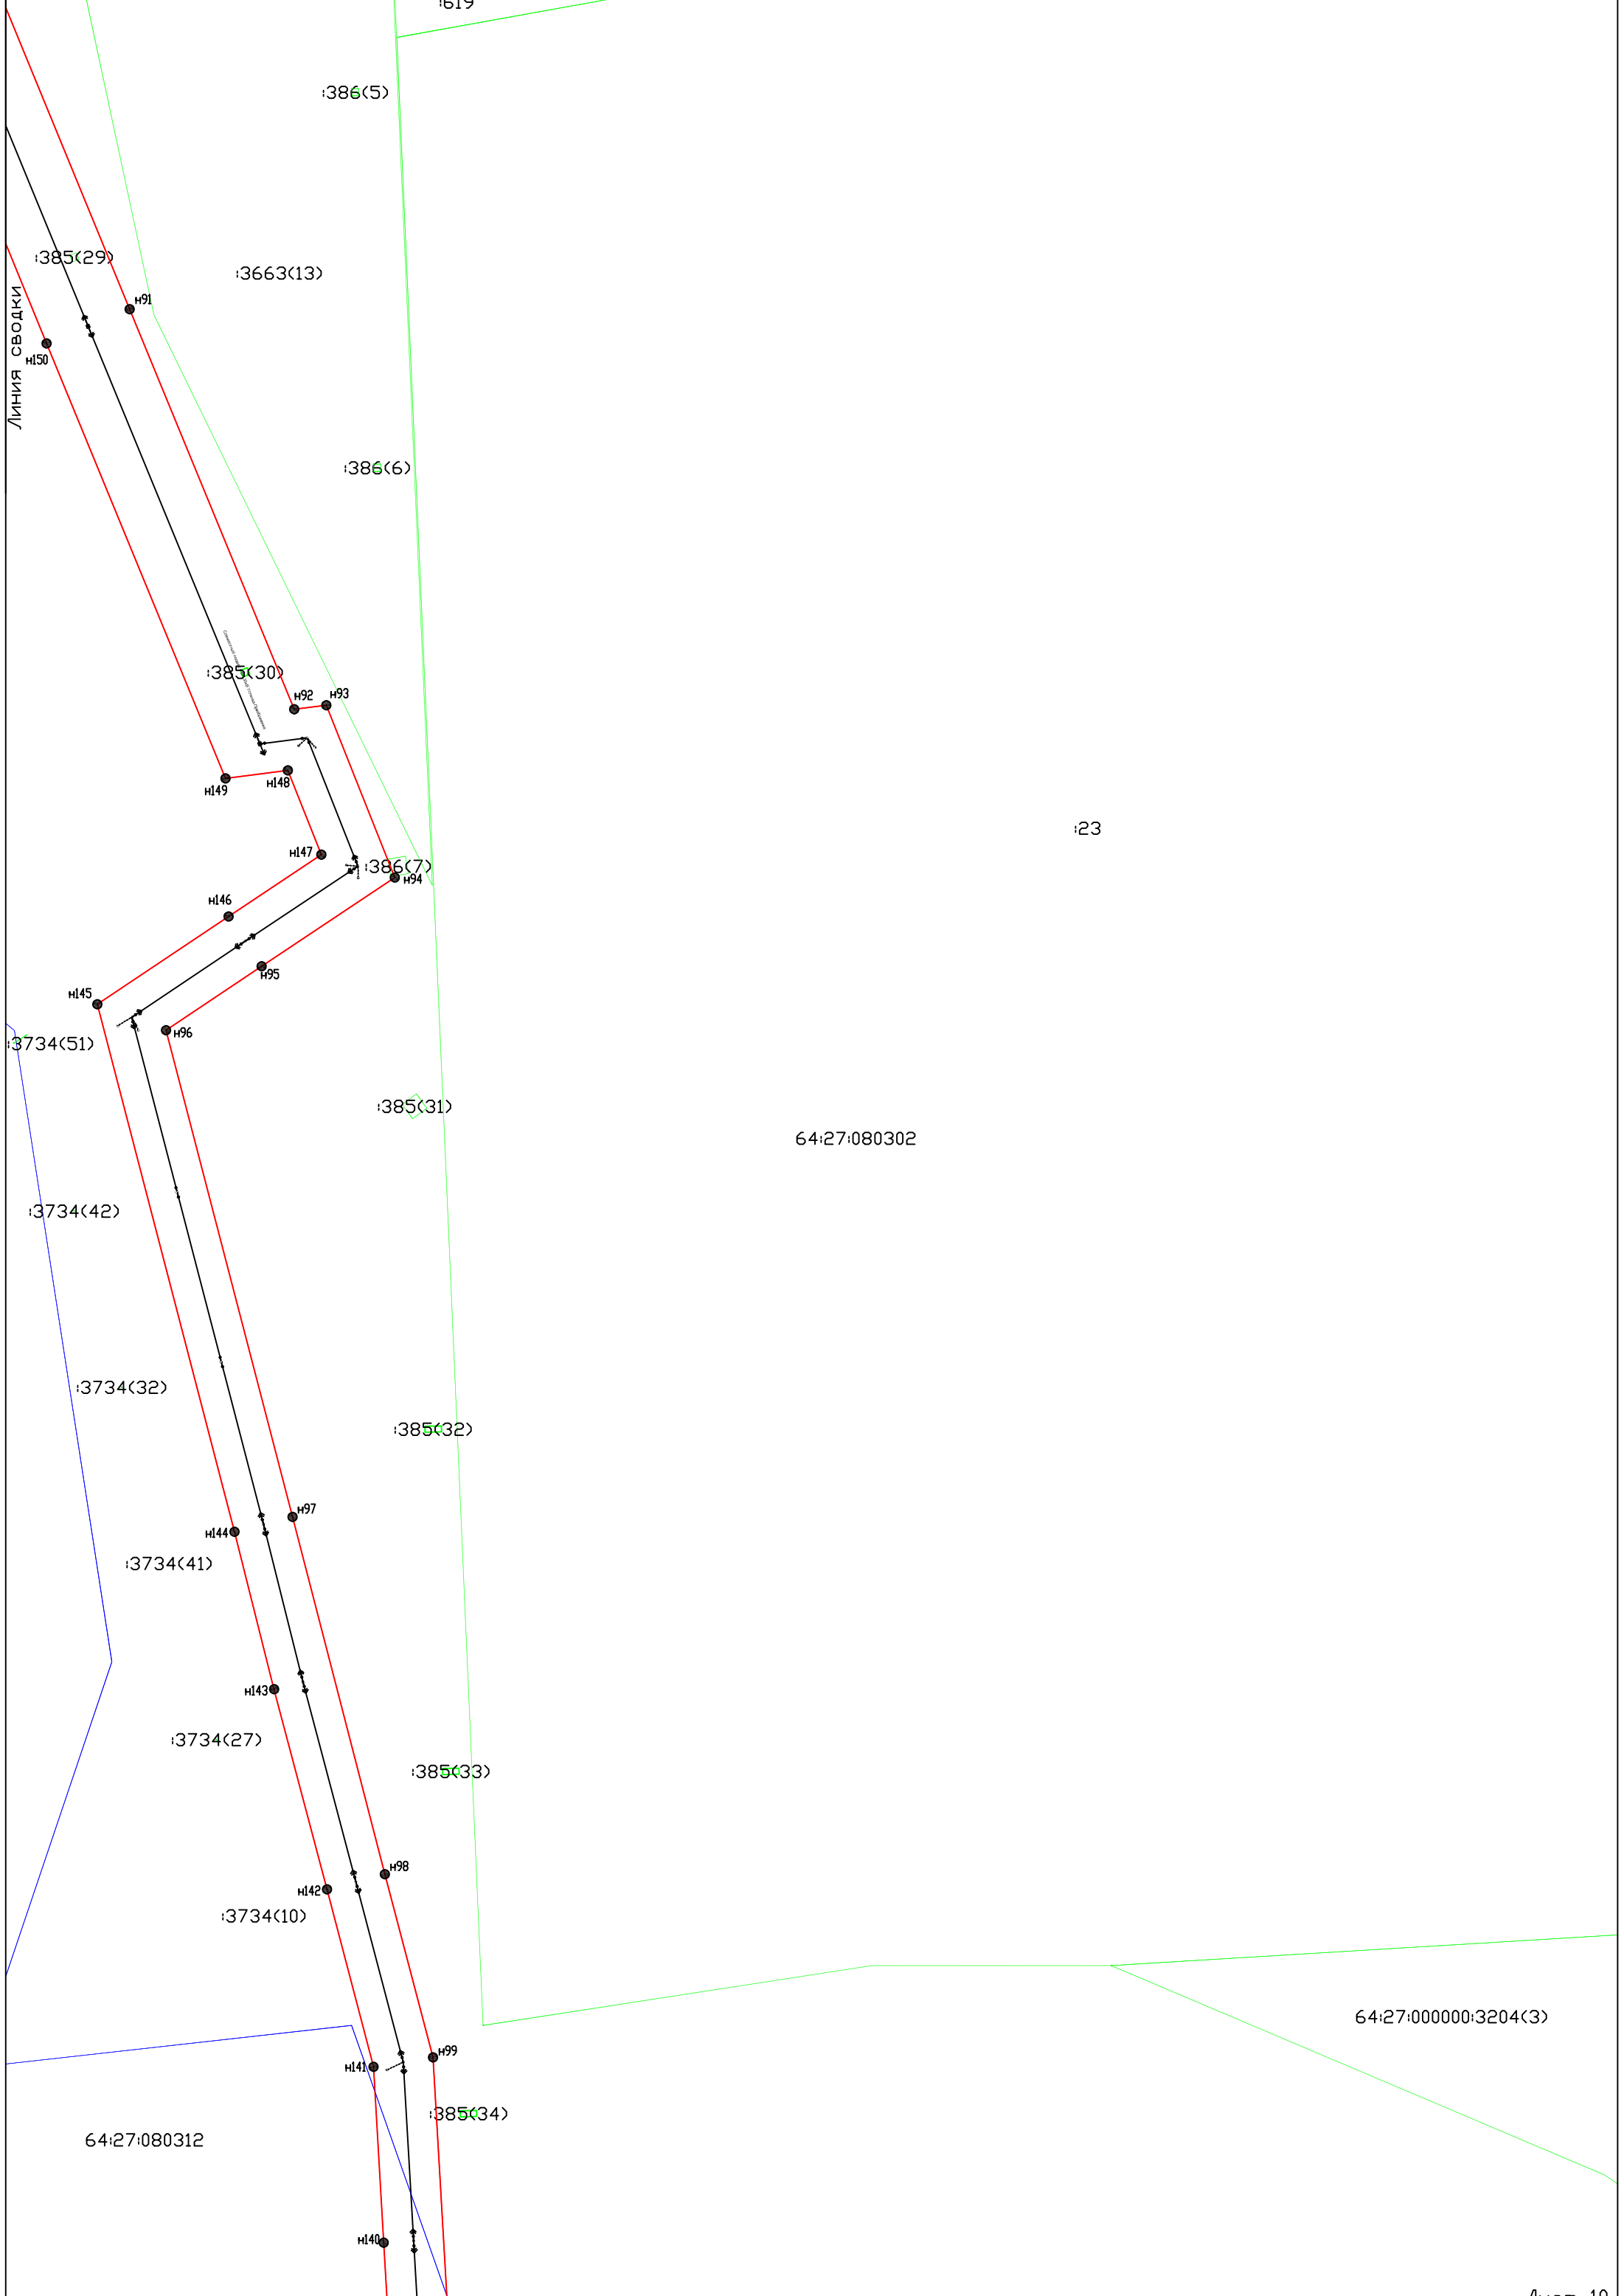 :619
:386(5)
:385(29)
:3663(13)
н91
Линия сводки
н150
:386(6)
:385(30)
н92
н93
н149
н148
:23
н147
:386(7)
н94
н146
н95
н145
н96
:3734(51)
:385(31)
64:27:080302
:3734(42)
:3734(32)
:385(32)
н97
н144
:3734(41)
н143
:3734(27)
:385(33)
н98
н142
:3734(10)
64:27:000000:3204(3)
н99
н141
:385(34)
64:27:080312
н140